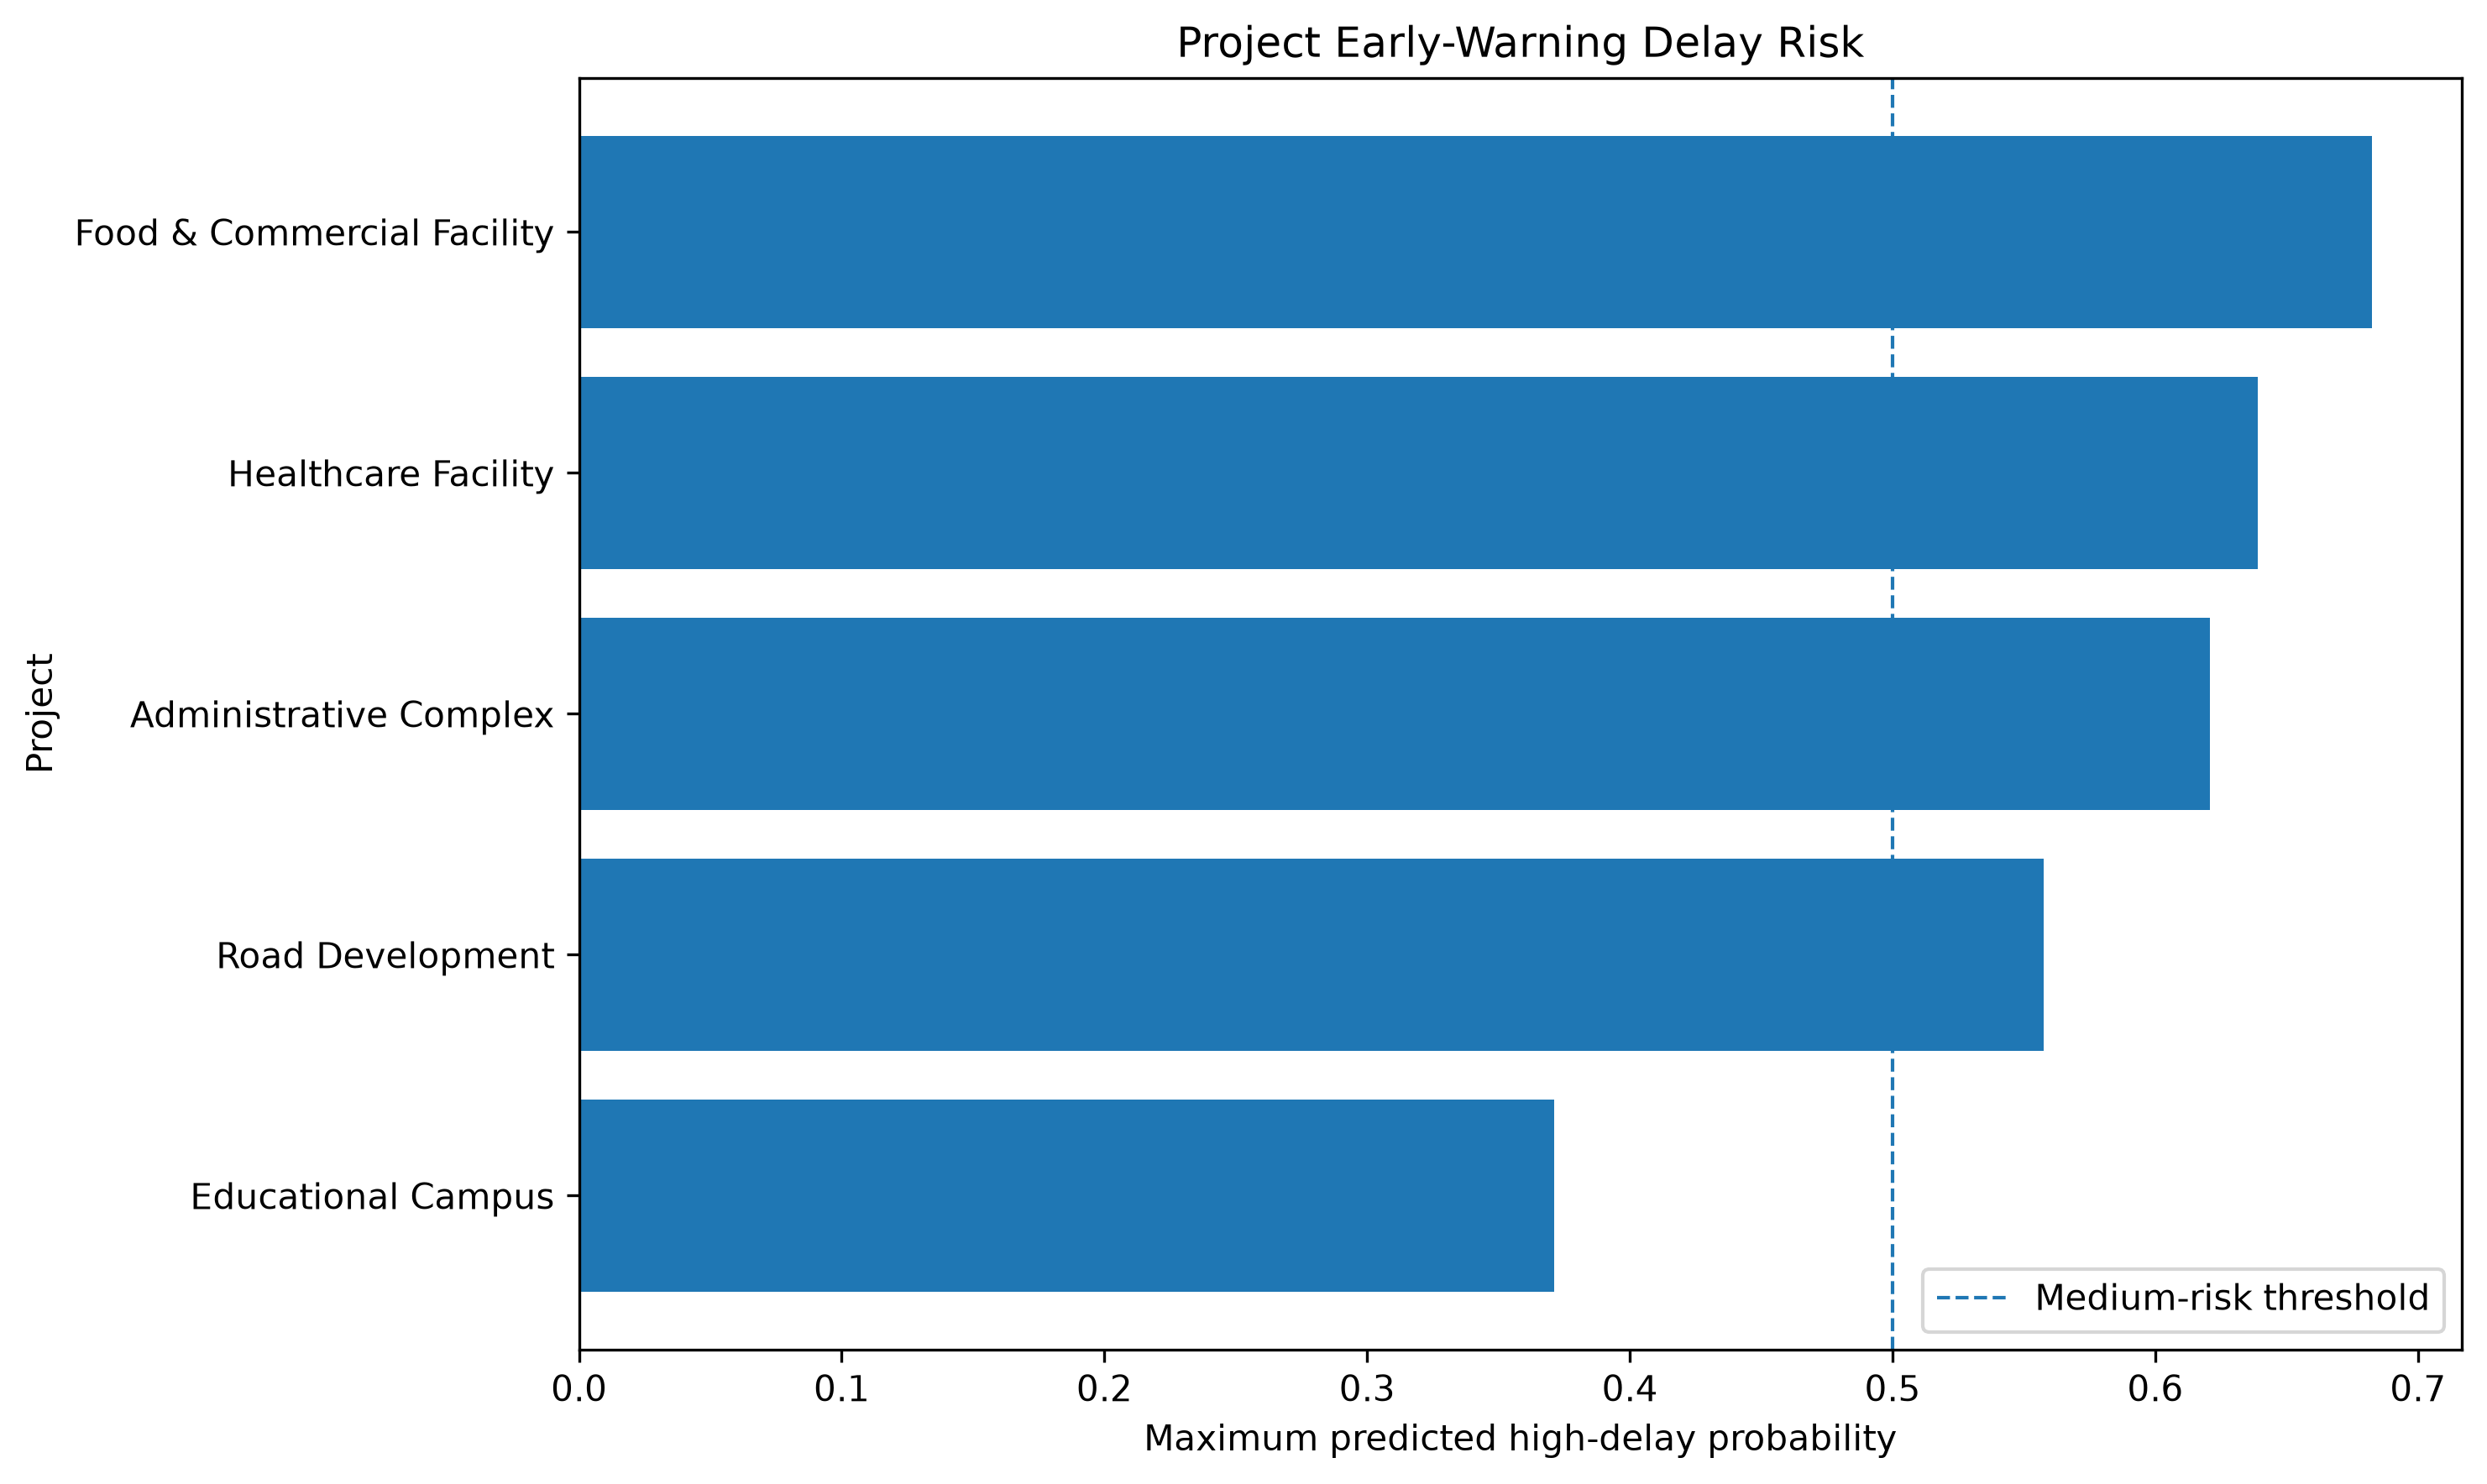 Project Early-Warning Delay Risk
Project
Food & Commercial Facility
Healthcare Facility
Administrative Complex
Road Development
Educational Campus
Medium-risk threshold
0.0 0.1 0.2 0.3 0.4 0.5 0.6 0.7
Maximum predicted high-delay probability